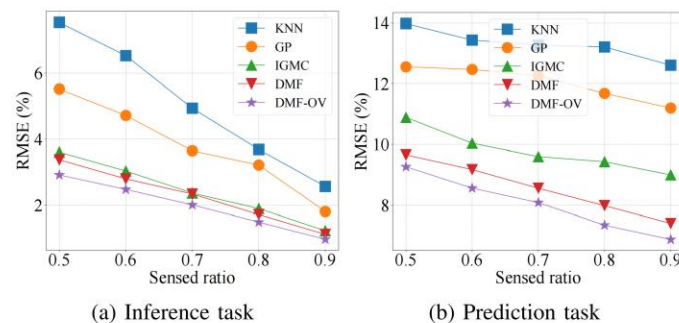 KNN
GP
IGMC
DMF
DMF-OV
RMSE (%)
6
4
2
0.5 0.6 0.7 0.8 0.9
Sensed ratio
(a) Inference task
KNN
GP
IGMC
DMF
DMF-OV
RMSE (%)
14
12
10
8
0.5 0.6 0.7 0.8 0.9
Sensed ratio
(b) Prediction task